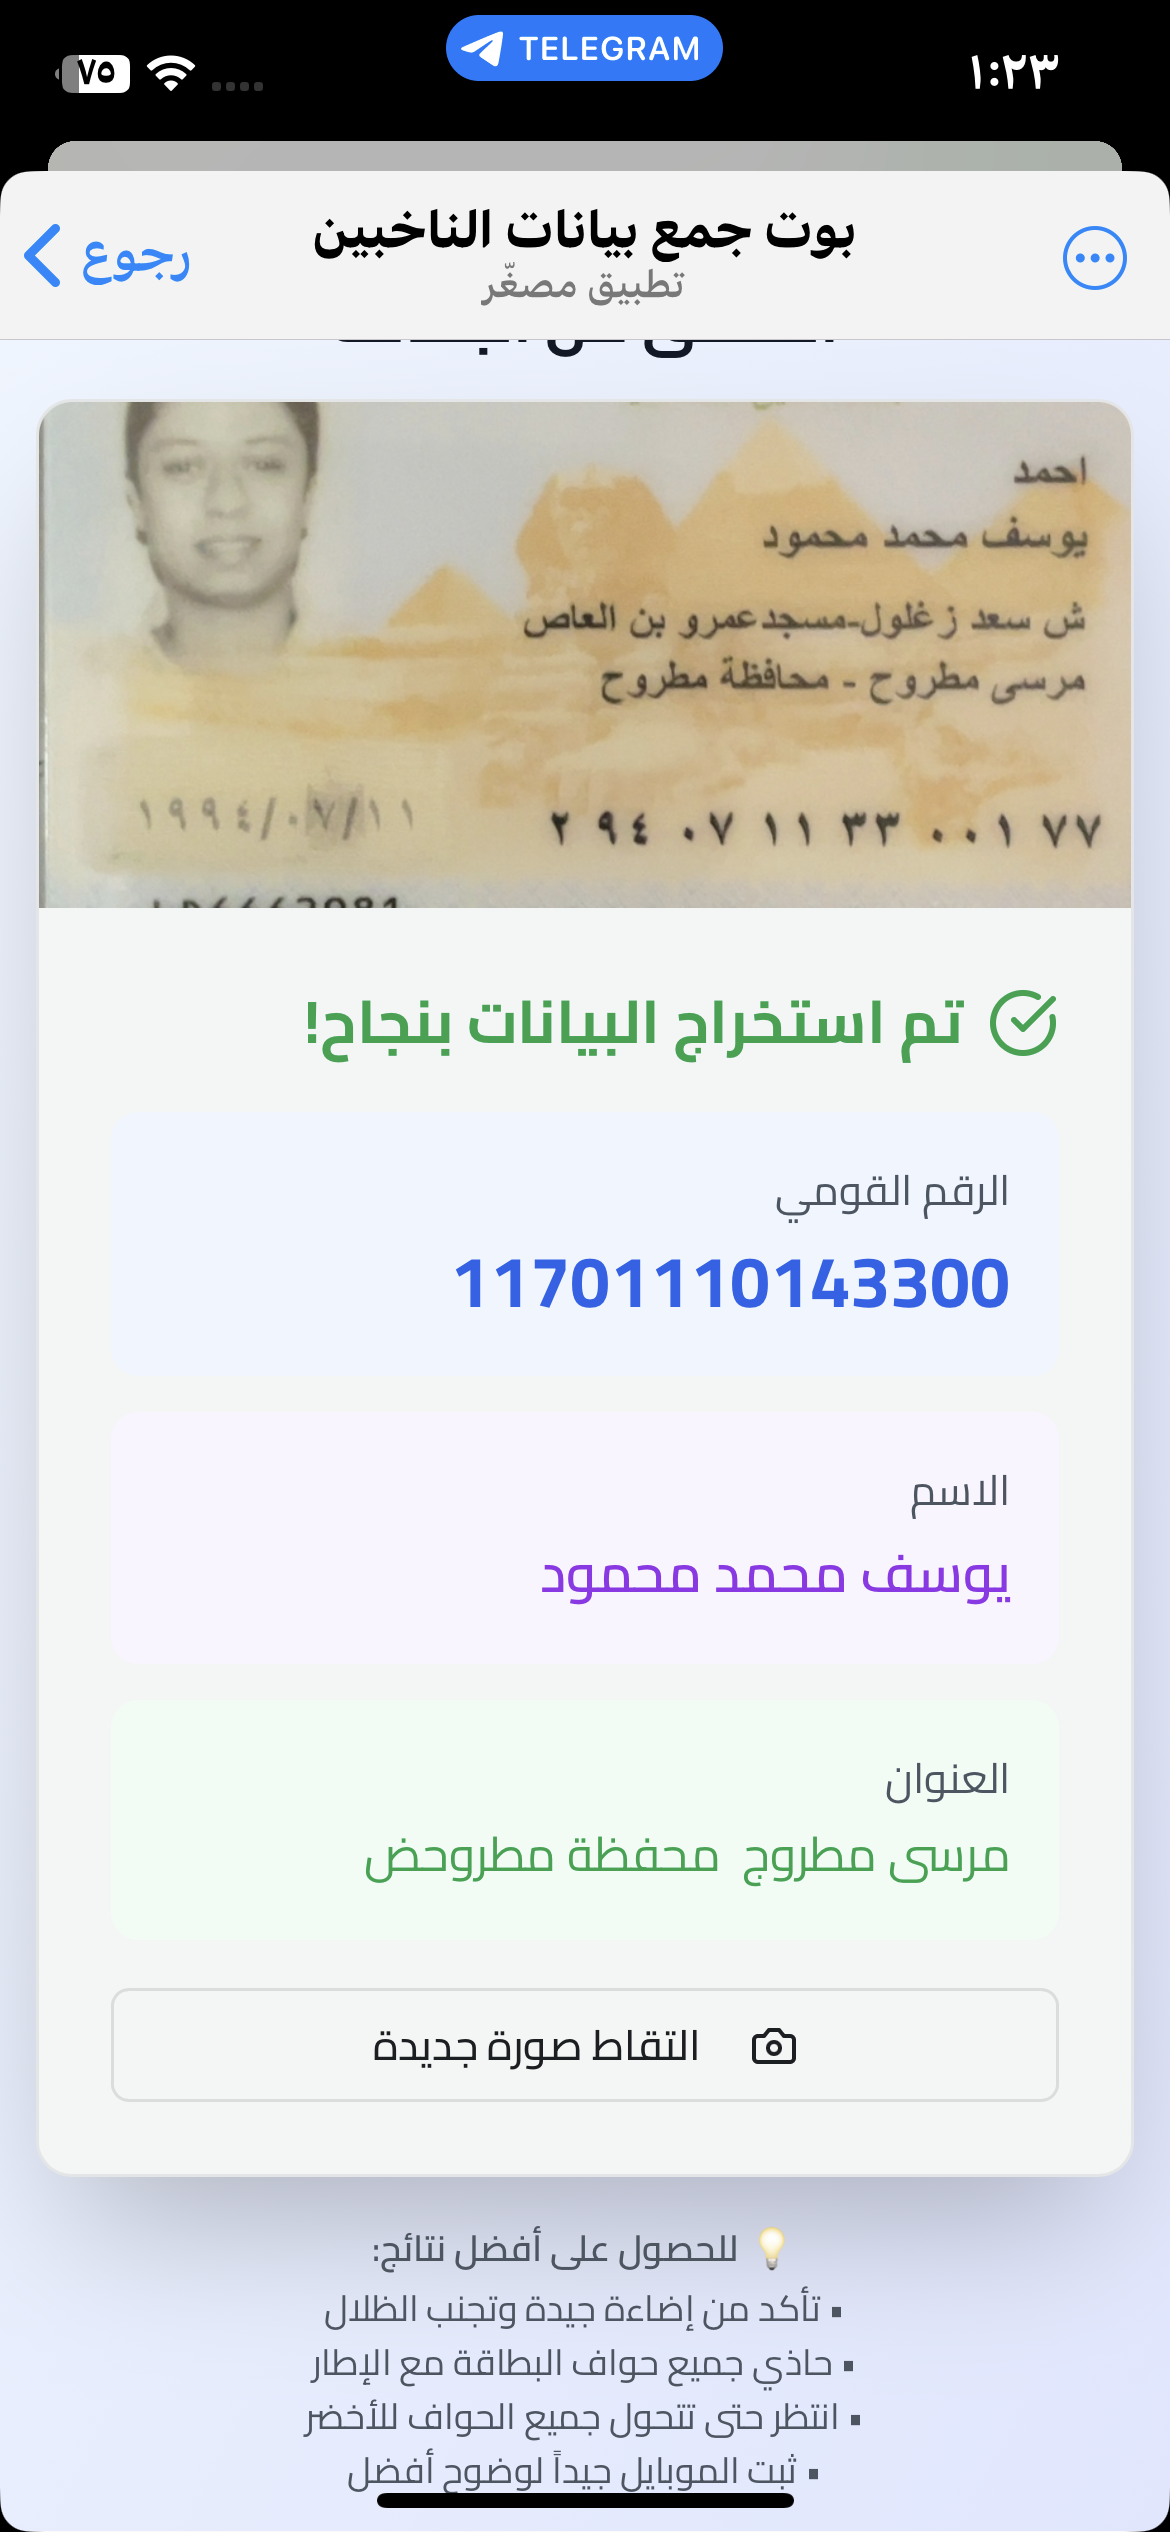 ١:٢٣
TELEGRAM
٧٥
بوت جمع بيانات الناخبين
تطبيق مصغّر
رجوع
احمد
يوسف محمد محمود
ش سعد زغلول-مسجدعمرو بن العاص
مرسى مطروح - محافظة مطروح
٢ ٩٤ ٠٧ ١١ ٣٣ ٠٠١ ٧٧
١٩٩٤/٠٧/١١
تم استخراج البيانات بنجاح!
الرقم القومي
11701110143300
الاسم
يوسف محمد محمود
العنوان
مرسى مطروج محفظة مطروحض
التقاط صورة جديدة
💡 للحصول على أفضل نتائج:
▪ تأكد من إضاءة جيدة وتجنب الظلال
▪ حاذي جميع حواف البطاقة مع الإطار
▪ انتظر حتى تتحول جميع الحواف للأخضر
▪ ثبت الموبايل جيداً لوضوح أفضل